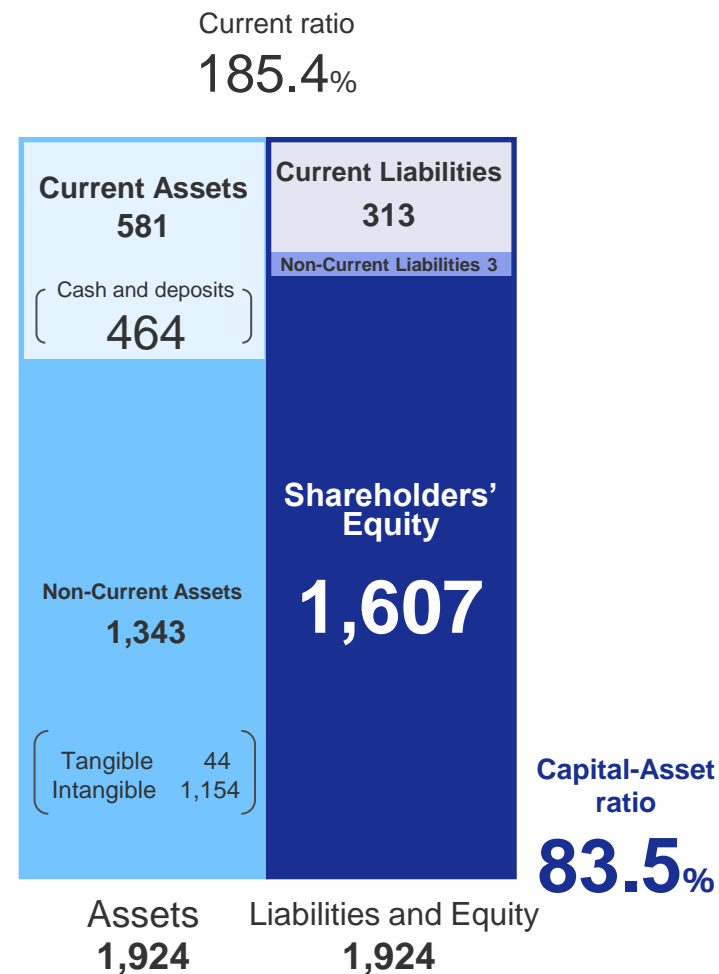 Current ratio
185.4%
Current Assets
581
Cash and deposits
464
Non-Current Assets
1,343
Tangible 44
Intangible 1,154
Current Liabilities
313
Non-Current Liabilities 3
Shareholders’
Equity
1,607
Capital-Asset
ratio
83.5%
Assets
1,924
Liabilities and Equity
1,924